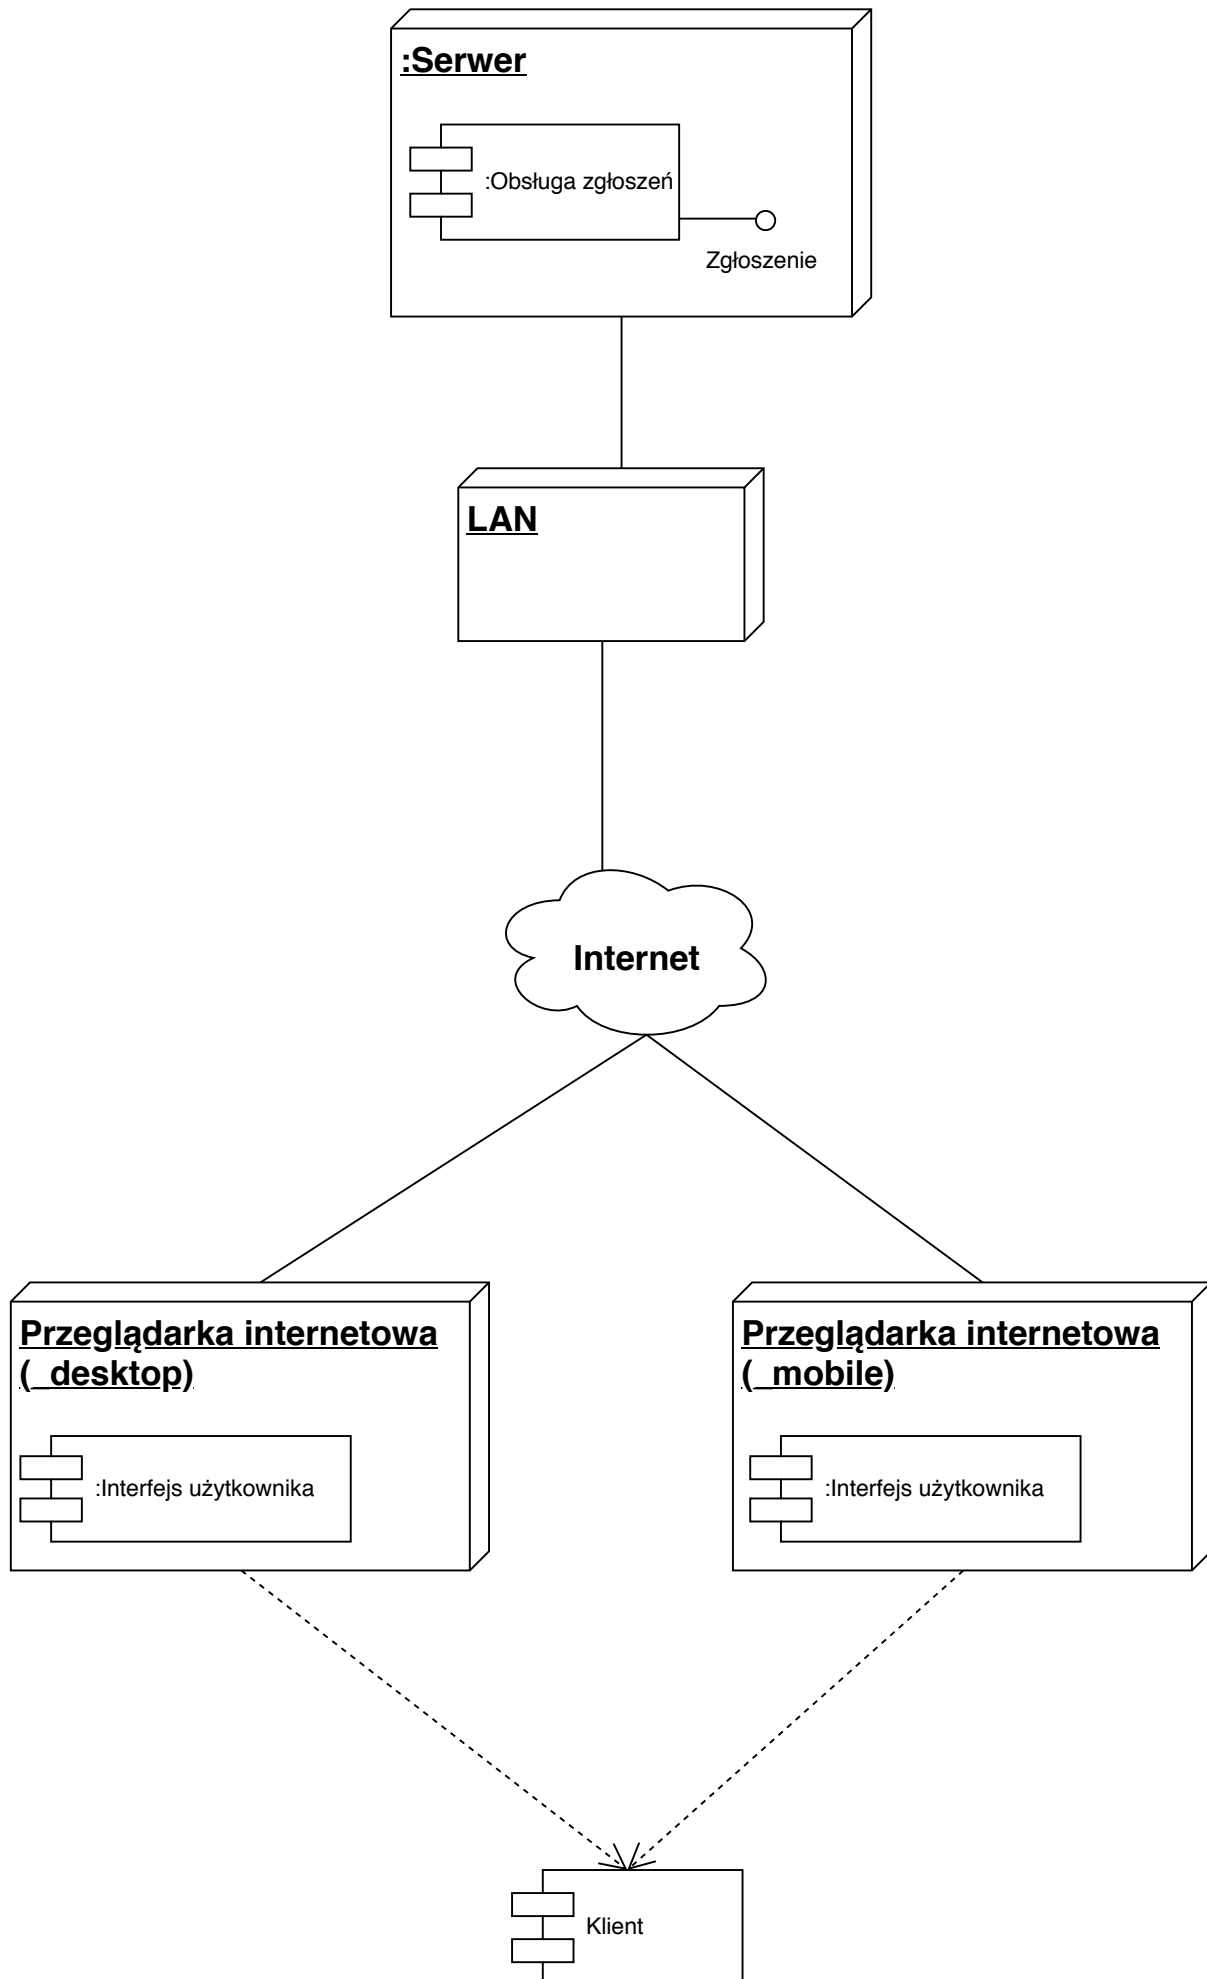 :Serwer
:Obsługa zgłoszeń
Zgłoszenie
LAN
Internet
Przeglądarka internetowa
(_desktop)
:Interfejs użytkownika
Przeglądarka internetowa
(_mobile)
:Interfejs użytkownika
Klient